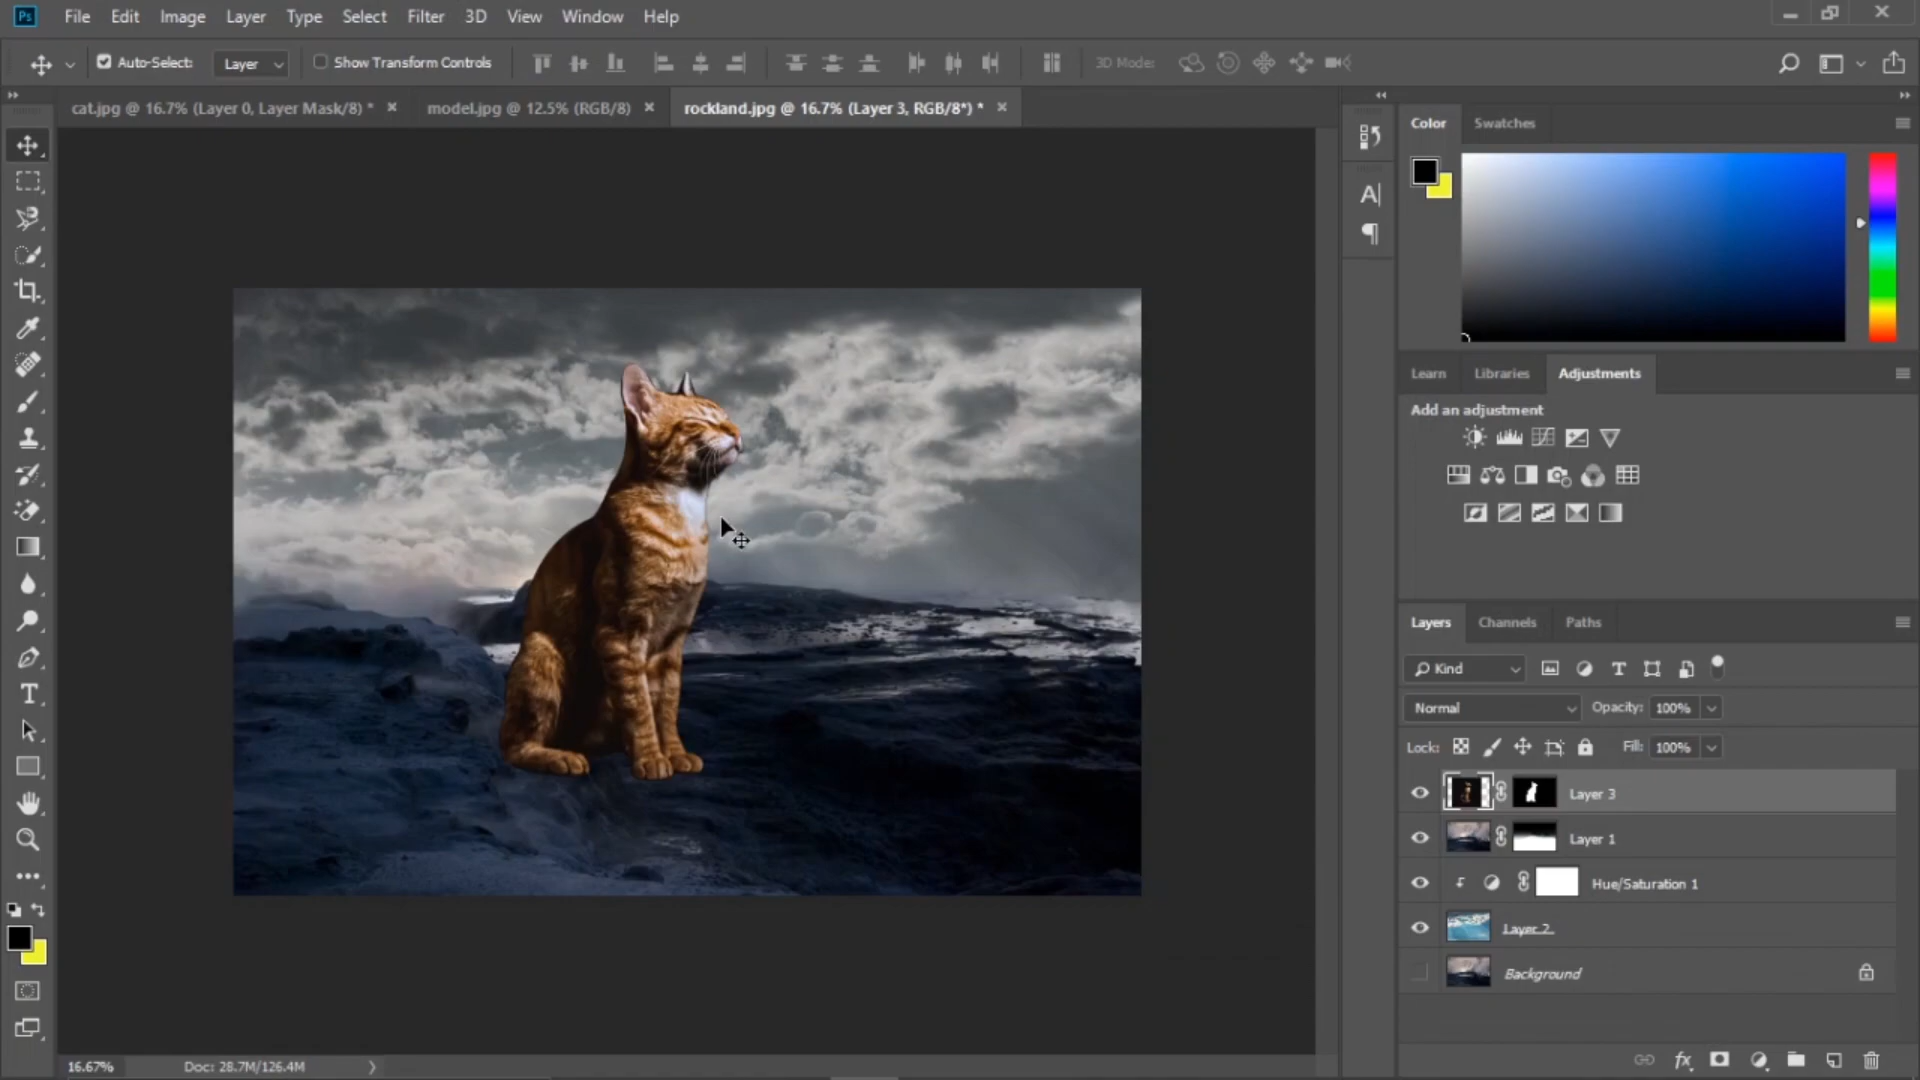 Ps File Edit Image Layer Type Select Filter 3D View Window Help
Auto-Select: Layer Show Transform Controls 3D Mode:
cat.jpg @ 16.7% (Layer 0, Layer Mask/8) * × model.jpg @ 12.5% (RGB/8) × rockland.jpg @ 16.7% (Layer 3, RGB/8*) * ×
Color Swatches
Learn Libraries Adjustments
Add an adjustment
Layers Channels Paths
Kind
Normal Opacity: 100%
Lock: Fill: 100%
Layer 3
Layer 1
Hue/Saturation 1
Layer 2
Background
16.67% Doc: 28.7M/126.4M